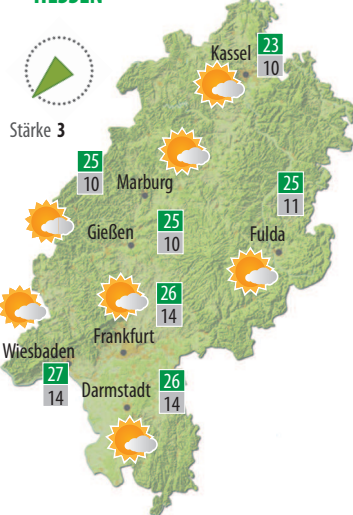 HESSEN
Stärke 3
Kassel
23
10
25
10
Marburg
25
11
Gießen
25
10
Fulda
26
14
Frankfurt
Wiesbaden
27
14
Darmstadt
26
14